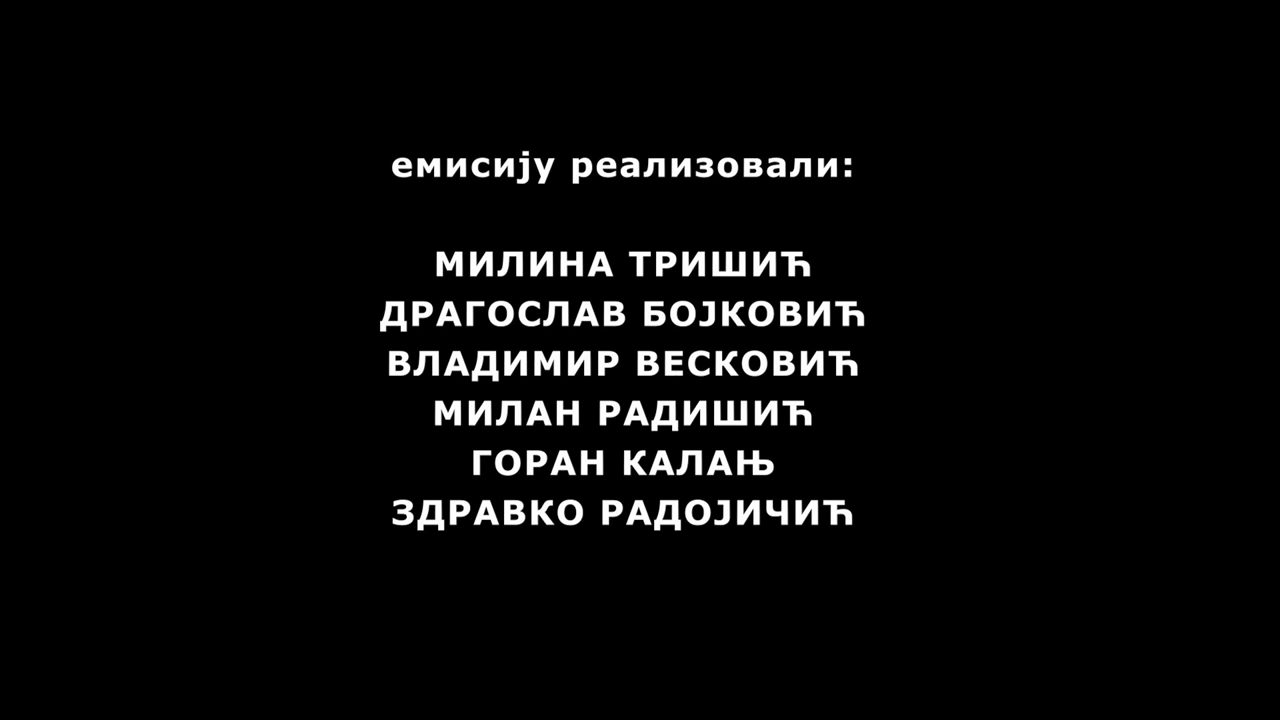 емисију реализовали:
МИЛИНА ТРИШИЋ
ДРАГОСЛАВ БОЈКОВИЋ
ВЛАДИМИР ВЕСКОВИЋ
МИЛАН РАДИШИЋ
ГОРАН КАЛАЊ
ЗДРАВКО РАДОЈИЧИЋ